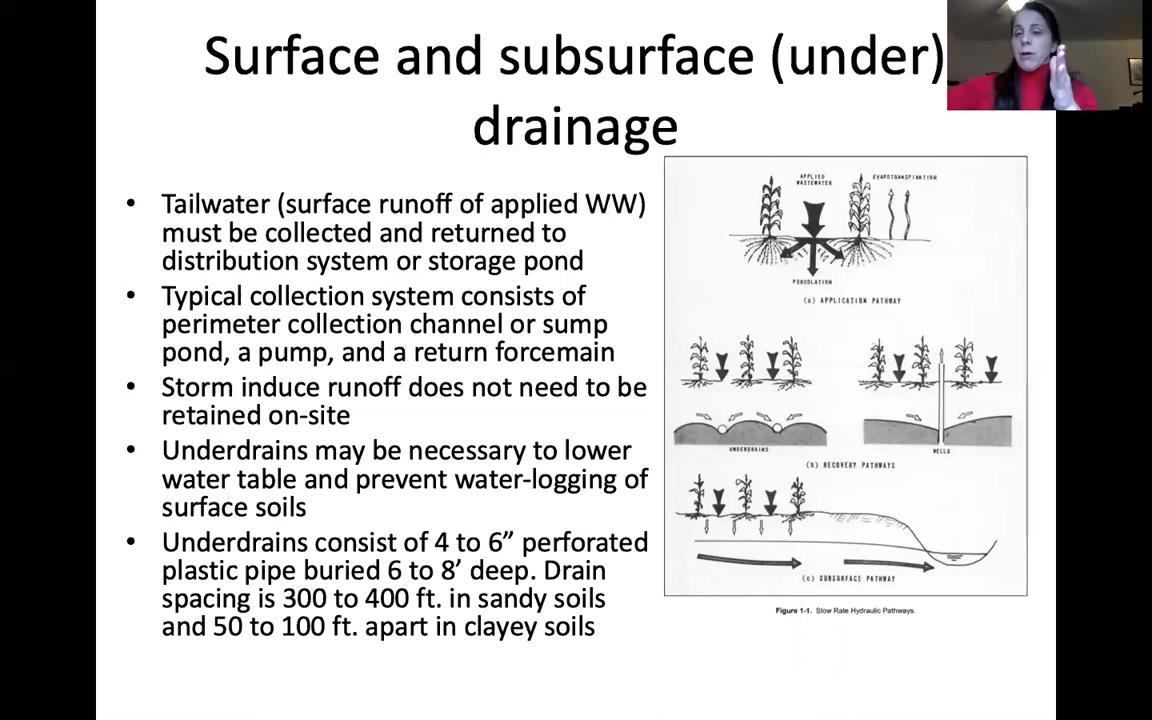 Surface and subsurface (under)
drainage
• Tailwater (surface runoff of applied WW)
must be collected and returned to
distribution system or storage pond
• Typical collection system consists of
perimeter collection channel or sump
pond, a pump, and a return forcemain
• Storm induce runoff does not need to be
retained on-site
• Underdrains may be necessary to lower
water table and prevent water-logging of
surface soils
• Underdrains consist of 4 to 6” perforated
plastic pipe buried 6 to 8’ deep. Drain
spacing is 300 to 400 ft. in sandy soils
and 50 to 100 ft. apart in clayey soils
APPLIED
WASTEWATER
EVAPOTRANSPIRATION
PERCOLATION
(a) APPLICATION PATHWAY
UNDERDRAINS
WELLS
(b) RECOVERY PATHWAYS
(c) SUBSURFACE PATHWAY
Figure 1-1. Slow Rate Hydraulic Pathways.